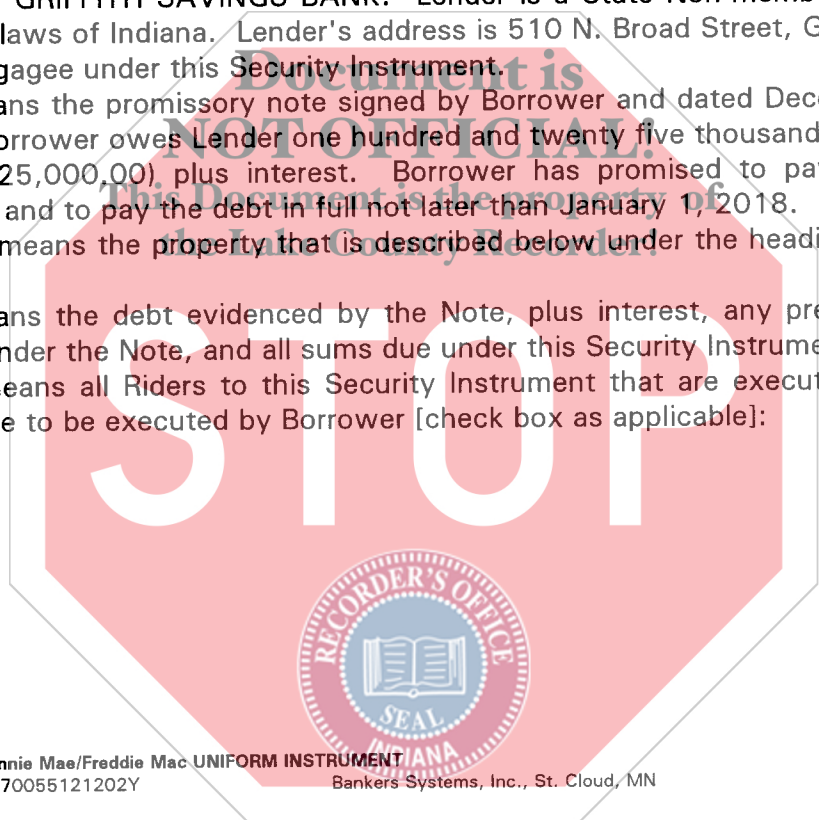 GRIFFITH SAVINGS BANK. Lender is a State Non-memb
laws of Indiana. Lender's address is 510 N. Broad Street, G
gagee under this Security Instrument.
ans the promissory note signed by Borrower and dated Dec
orrower owes Lender one hundred and twenty five thousand
25,000.00) plus interest. Borrower has promised to pa
and to pay the debt in full not later than January 1, 2018.
means the property that is described below under the headi
ans the debt evidenced by the Note, plus interest, any pre
nder the Note, and all sums due under this Security Instrume
eans all Riders to this Security Instrument that are execut
e to be executed by Borrower [check box as applicable]:
Document is
NOT OFFICIAL!
This Document is the property of
the Lake County Recorder!
STOP
RECORDER'S OFFICE
SEAL
INDIANA
nnie Mae/Freddie Mac UNIFORM INSTRUMENT
70055121202Y
Bankers Systems, Inc., St. Cloud, MN